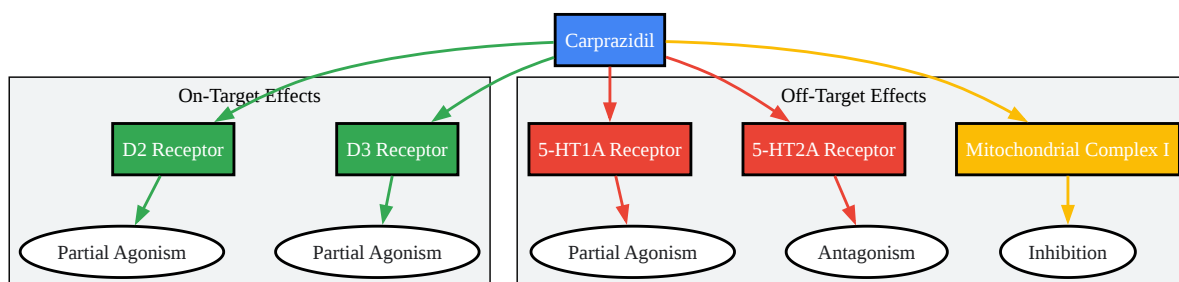 Carprazidil
On-Target Effects
Off-Target Effects
D2 Receptor
D3 Receptor
5-HT1A Receptor
5-HT2A Receptor
Mitochondrial Complex I
Partial Agonism
Partial Agonism
Partial Agonism
Antagonism
Inhibition